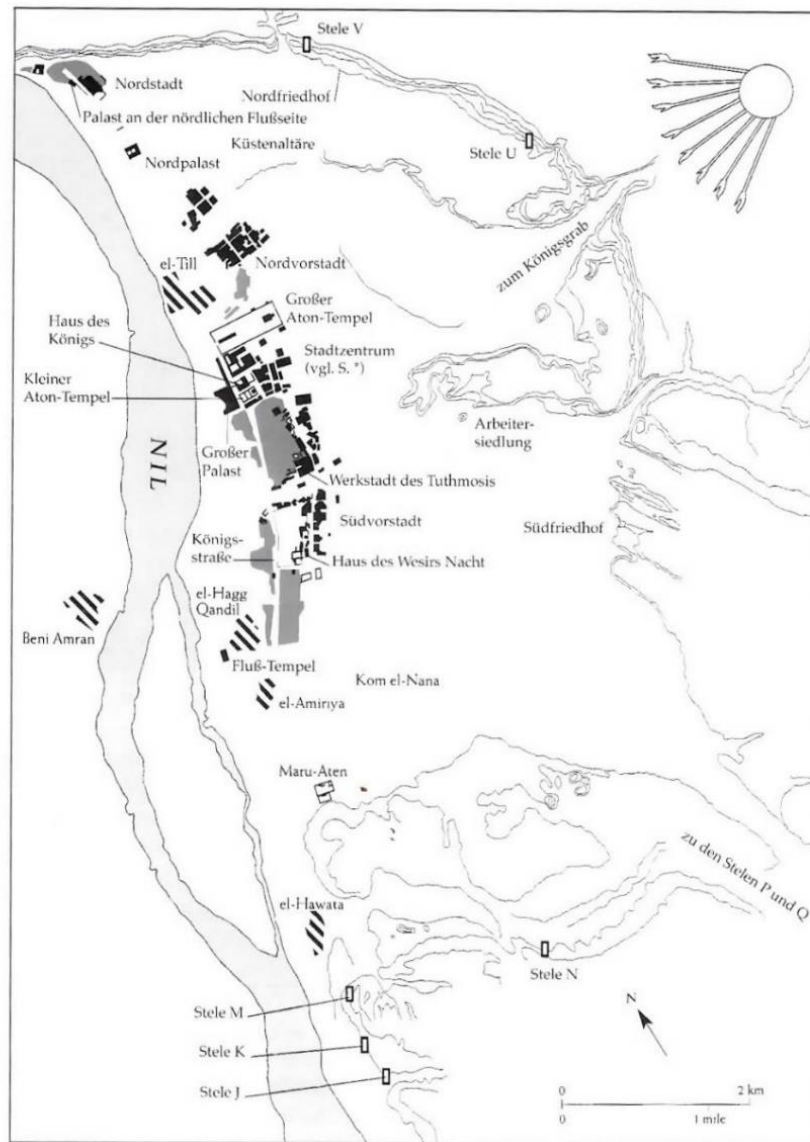 Stele V
Nordstadt
Nordfriedhof
Palast an der nördlichen Flußseite
Küstenaltäre
Stele U
Nordpalast
zum Königsgrab
el-Till
Nordvorstadt
Großer
Aton-Tempel
Haus des
Königs
Stadtzentrum
(vgl. S. *)
Kleiner
Aton-Tempel
Arbeiter-
siedlung
NIL
Großer
Palast
Werkstadt des Tuthmosis
Südvorstadt
Südfriedhof
Königs-
straße
Haus des Wesirs Nacht
el-Hagg
Qandil
Beni Amran
Fluß-Tempel
Kom el-Nana
el-Amirıya
Maru-Aten
zu den Stelen P und Q
el-Hawata
Stele N
Stele M
N
Stele K
Stele J
0
2 km
0
1 mile